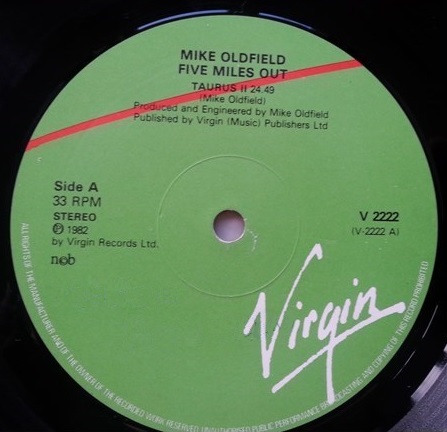 MIKE OLDFIELD
FIVE MILES OUT
TAURUS II 24.49
(Mike Oldfield)
Produced and Engineered by Mike Oldfield
Published by Virgin (Music) Publishers Ltd
Side A
33 RPM
STEREO
℗ 1982
by Virgin Records Ltd.
ncb
V 2222
(V-2222 A)
Virgin
ALL RIGHTS OF THE MANUFACTURER AND OF THE OWNER OF THE RECORDED WORK RESERVED. UNAUTHORISED PUBLIC PERFORMANCE BROADCASTING AND COPYING OF THIS RECORD PROHIBITED